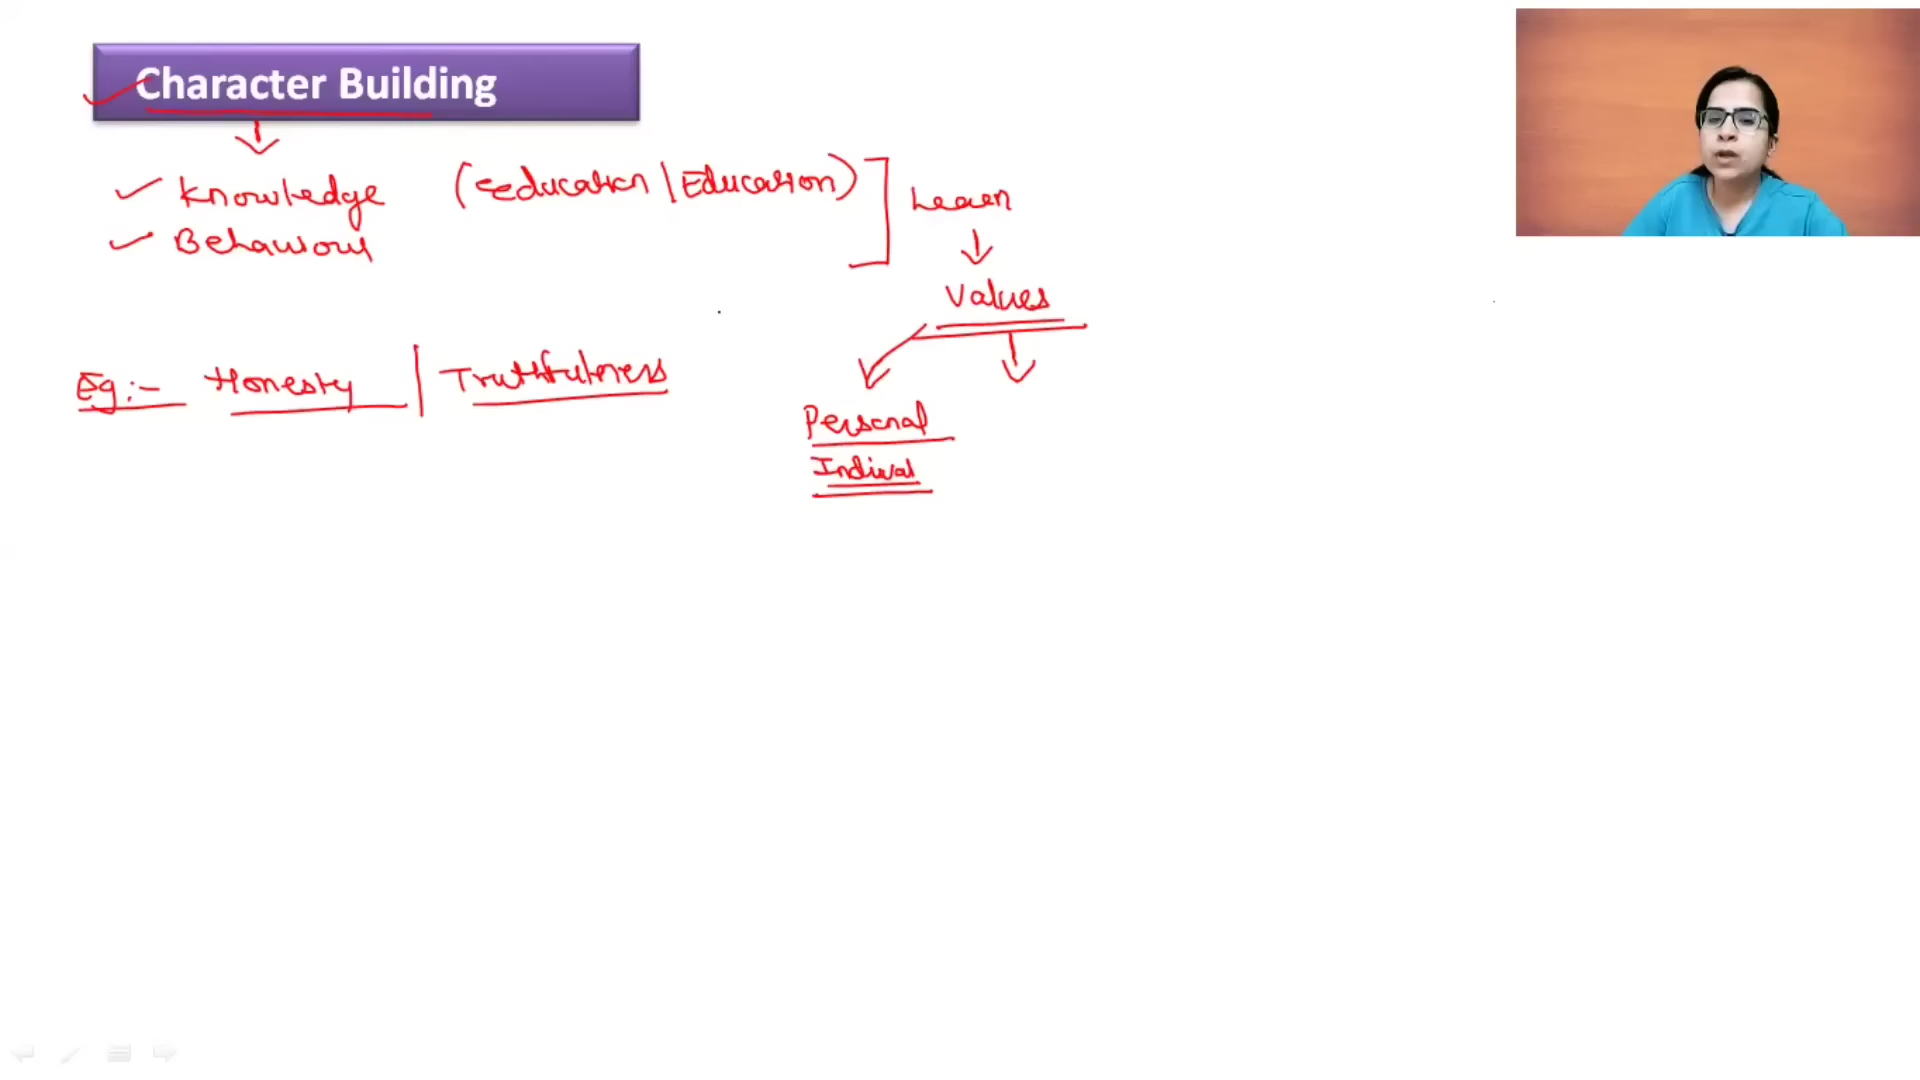 Character Building
Knowledge (Education | Education)
Behaviour
Learn
Values
Eg:- Honesty | Truthfulness
Personal
Indival